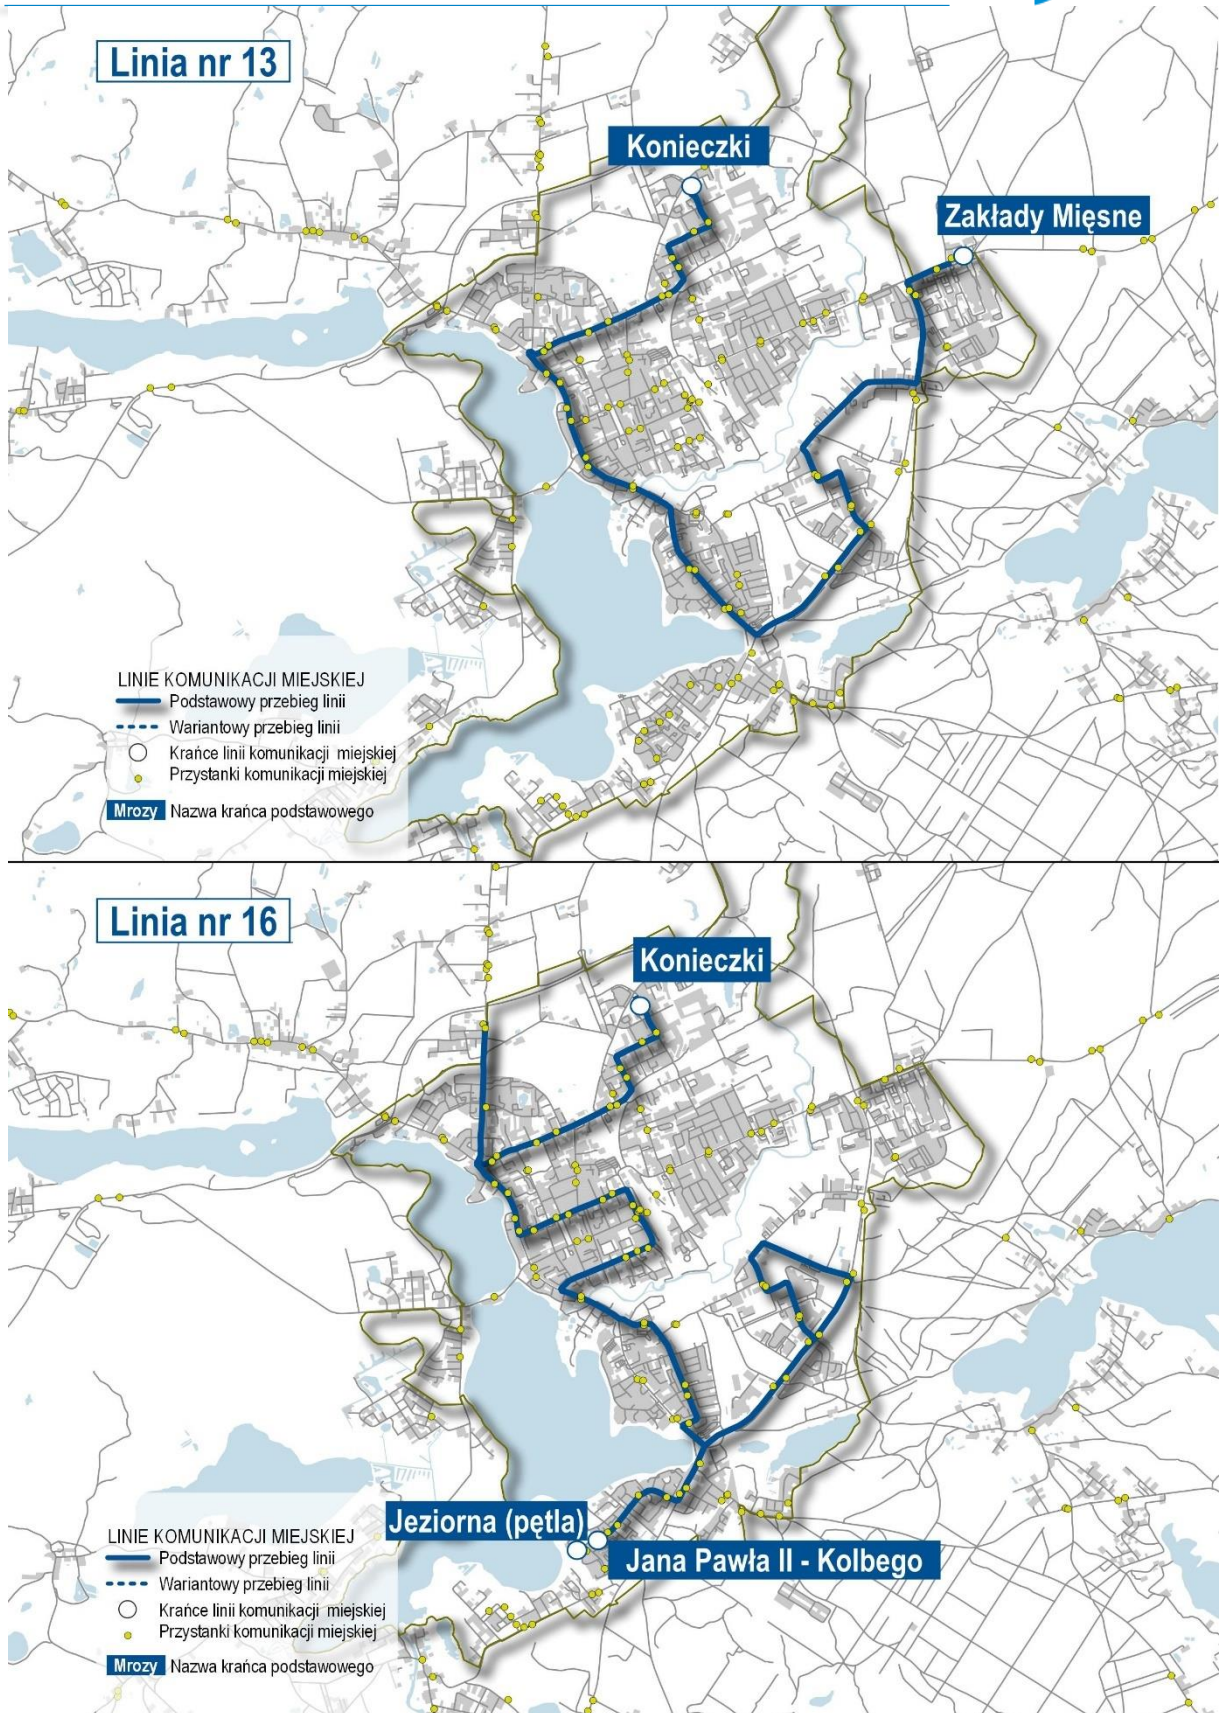 Linia nr 13
Konieczki
Zakłady Mięsne
LINIE KOMUNIKACJI MIEJSKIEJ
Podstawowy przebieg linii
Wariantowy przebieg linii
Krańce linii komunikacji miejskiej
Przystanki komunikacji miejskiej
Mrozy Nazwa krańca podstawowego
Linia nr 16
Konieczki
Jeziorna (pętla)
Jana Pawła II - Kolbego
LINIE KOMUNIKACJI MIEJSKIEJ
Podstawowy przebieg linii
Wariantowy przebieg linii
Krańce linii komunikacji miejskiej
Przystanki komunikacji miejskiej
Mrozy Nazwa krańca podstawowego